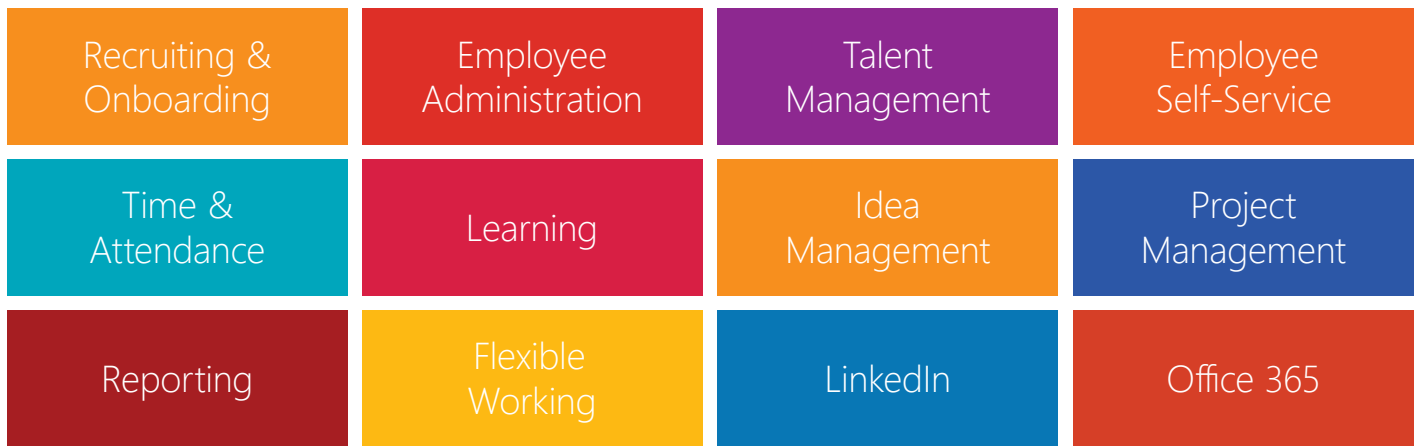 Recruiting &
Onboarding
Employee
Administration
Talent
Management
Employee
Self-Service
Time &
Attendance
Learning
Idea
Management
Project
Management
Reporting
Flexible
Working
LinkedIn
Office 365